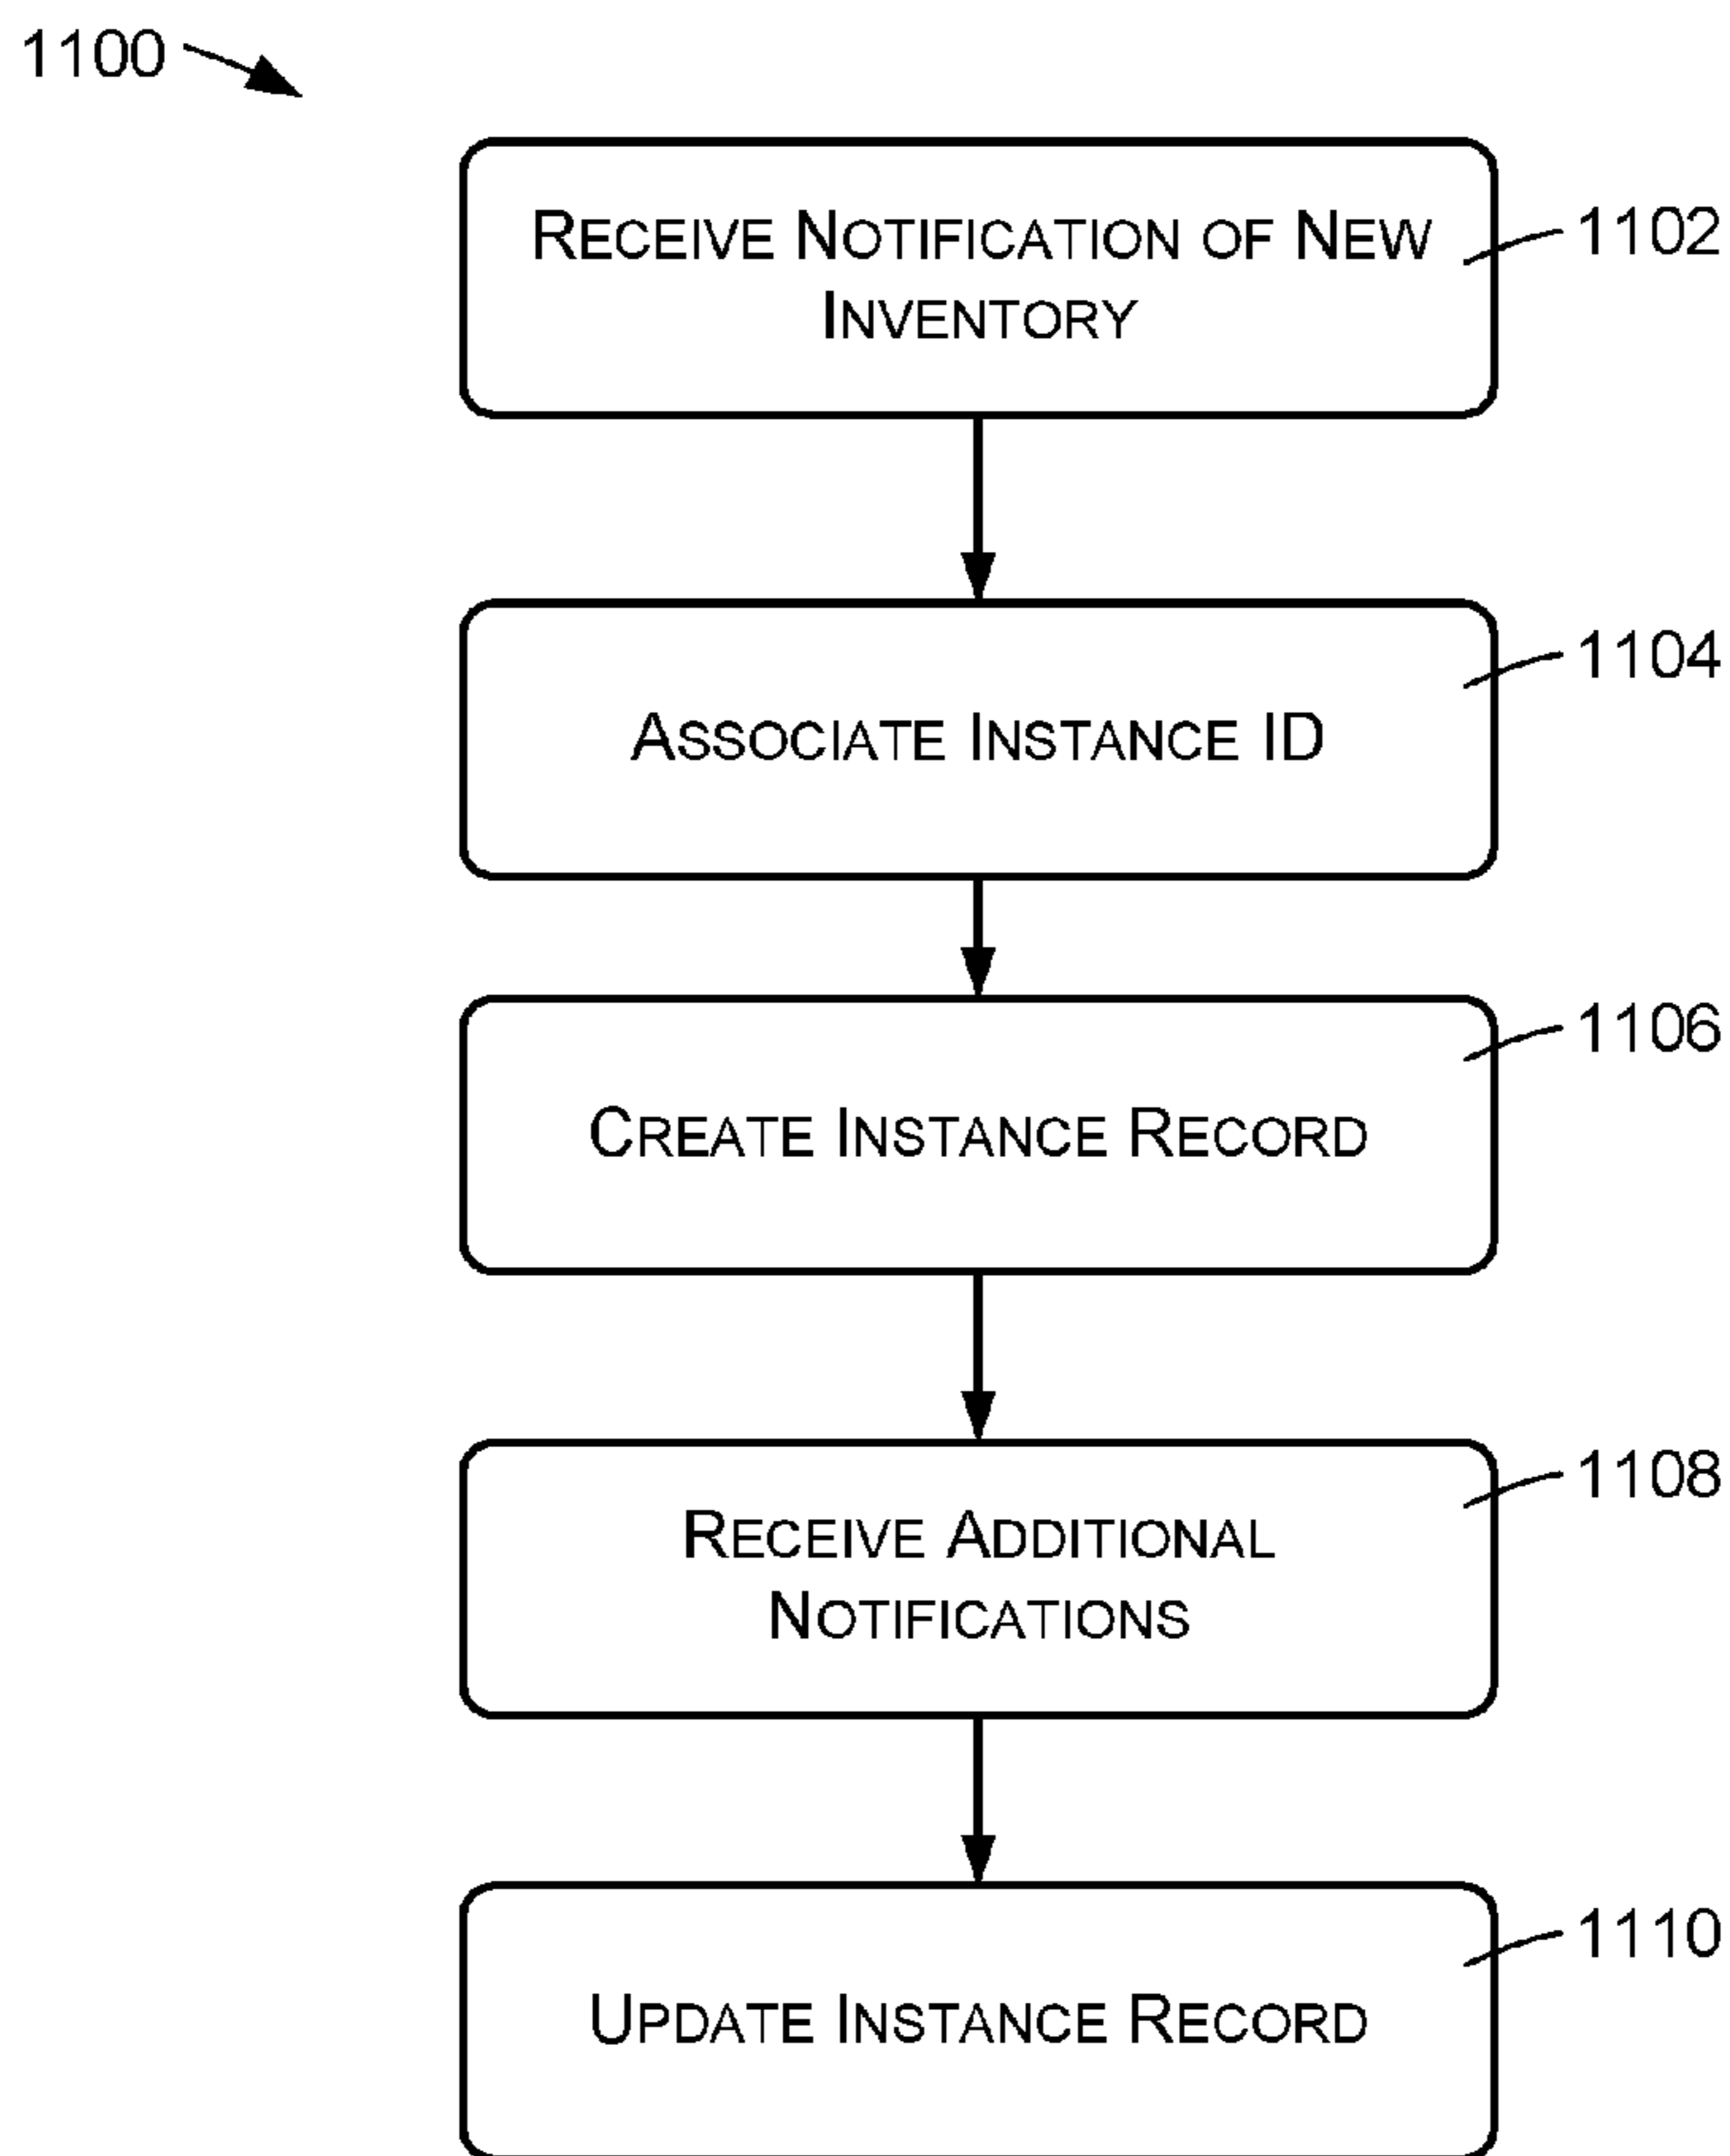 1100
RECEIVE NOTIFICATION OF NEW
INVENTORY
1102
ASSOCIATE INSTANCE ID
1104
CREATE INSTANCE RECORD
1106
RECEIVE ADDITIONAL
NOTIFICATIONS
1108
UPDATE INSTANCE RECORD
1110